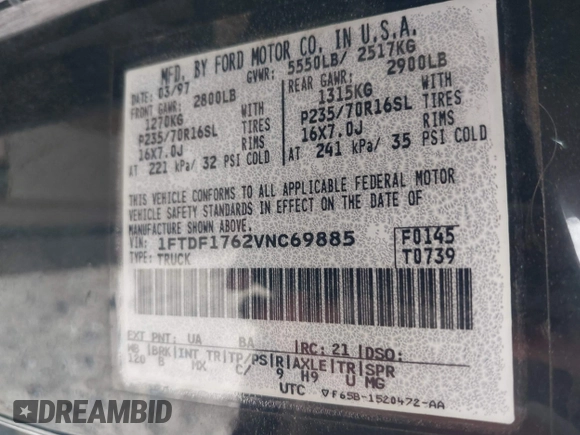 MFD. BY FORD MOTOR CO. IN U.S.A.
DATE: 03/97 GVWR: 5550LB/ 2517KG
FRONT GAWR: 2800LB REAR GAWR: 2900LB
1270KG WITH 1315KG WITH
P235/70R16SL TIRES P235/70R16SL TIRES
16X7.0J RIMS 16X7.0J RIMS
AT 221 kPa/ 32 PSI COLD AT 241 kPa/ 35 PSI COLD
THIS VEHICLE CONFORMS TO ALL APPLICABLE FEDERAL MOTOR
VEHICLE SAFETY STANDARDS IN EFFECT ON THE DATE OF
MANUFACTURE SHOWN ABOVE.
VIN: 1FTDF1762VNC69885 F0145
TYPE: TRUCK T0739
EXT PNT: UA BA RC: 21 DSO:
WB BRK INT TR TP/PS R AXLE TR SPR
120 B MX C/ 9 H9 U MG
UTC ▽F65B-1520472-AA
DREAMBID